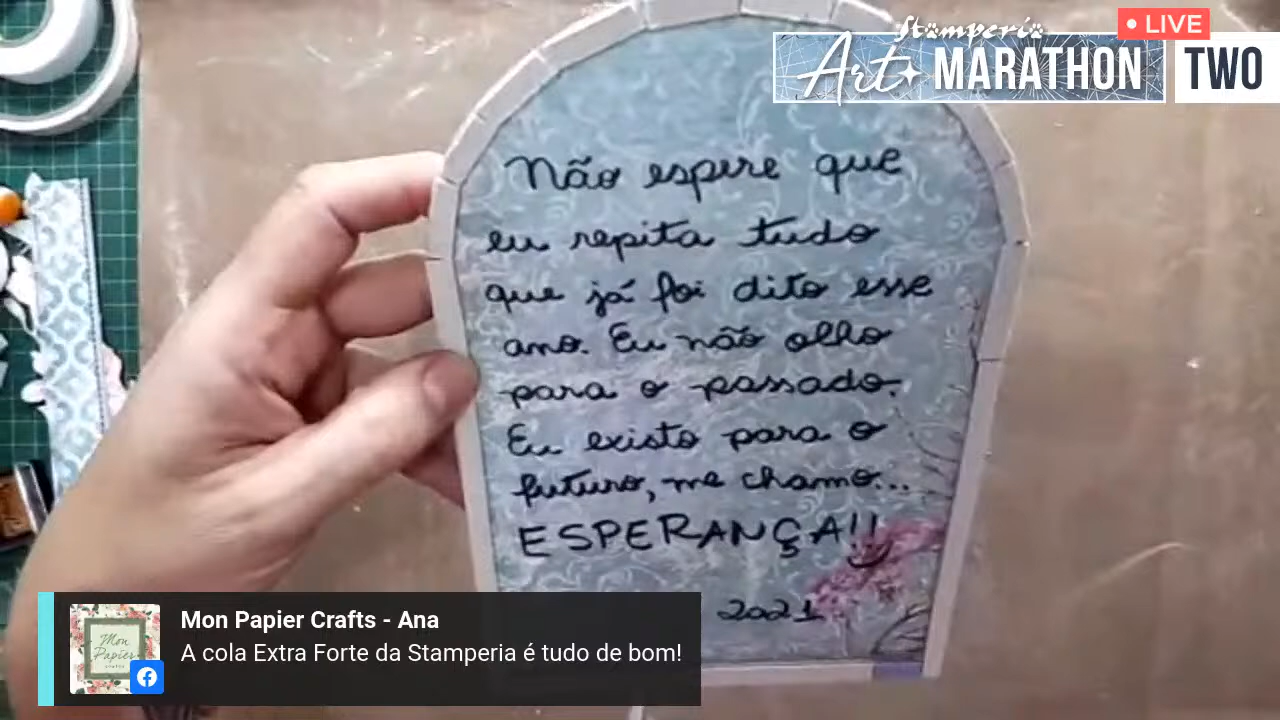 LIVE
Stamperia
Art MARATHON TWO
Não espere que
eu repita tudo
que já foi dito esse
ano. Eu não olho
para o passado.
Eu existo para o
futuro, me chamo...
ESPERANÇA!!
2021
Mon Papier Crafts - Ana
A cola Extra Forte da Stamperia é tudo de bom!
Mon
Papier